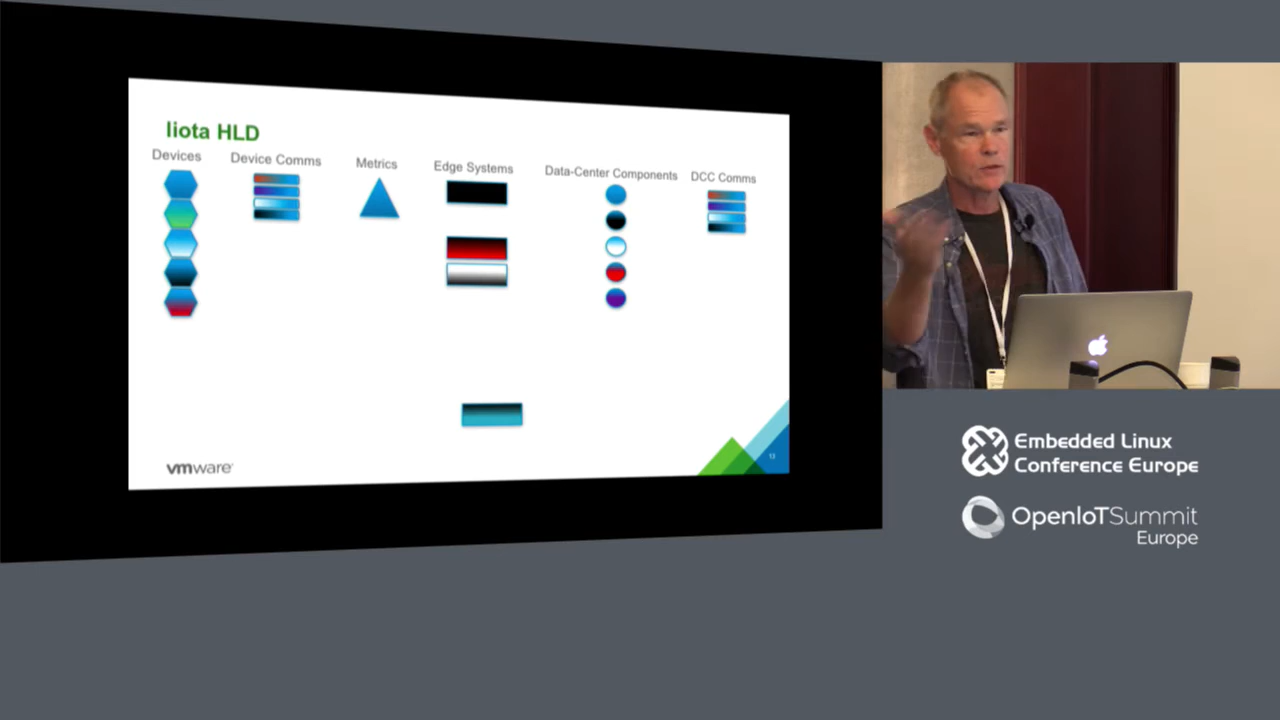 liota HLD
Devices
Device Comms
Metrics
Edge Systems
Data-Center Components
DCC Comms
vmware
13
Embedded Linux
Conference Europe
OpenIoTSummit
Europe